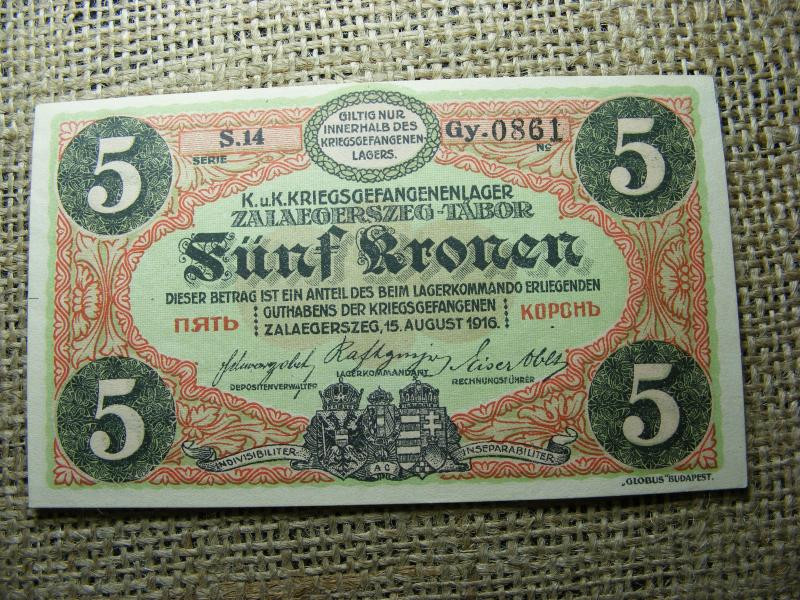 5
S.14
SERIE
GILTIG NUR
INNERHALB DES
KRIEGSGEFANGENEN-
LAGERS.
Gy.0861
No
5
K.u.K.KRIEGSGEFANGENENLAGER
ZALAEGERSZEG-TÁBOR
Fünf Kronen
DIESER BETRAG IST EIN ANTEIL DES BEIM LAGERKOMMANDO ERLIEGENDEN
GUTHABENS DER KRIEGSGEFANGENEN
ПЯТЬ
КОРОНЪ
ZALAEGERSZEG, 15. AUGUST 1916.
DEPOSITENVERWALTER
LAGERKOMMANDANT
RECHNUNGSFÜHRER
5
5
INDIVISIBILITER
AC
INSEPARABILITER
„GLOBUS" BUDAPEST.